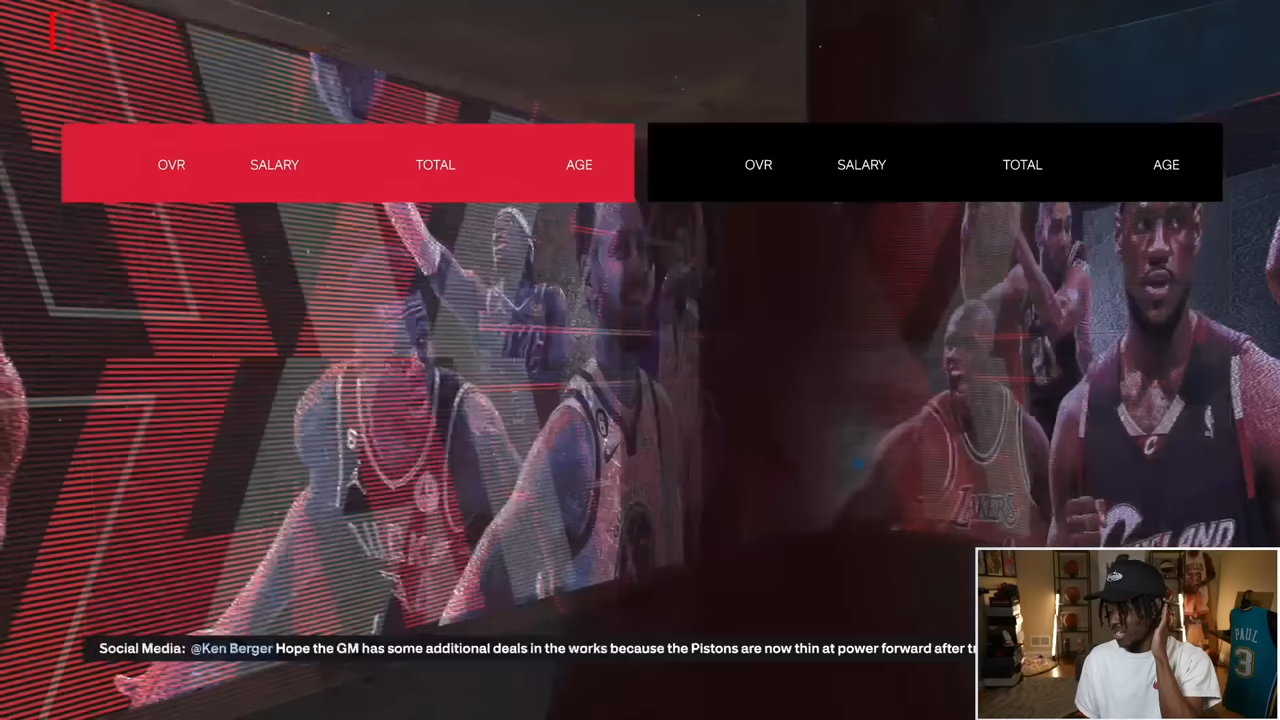 OVR SALARY TOTAL AGE
OVR SALARY TOTAL AGE
LAKERS
C
CLEVELAND
6
Social Media: @Ken Berger Hope the GM has some additional deals in the works because the Pistons are now thin at power forward after
PAUL
3